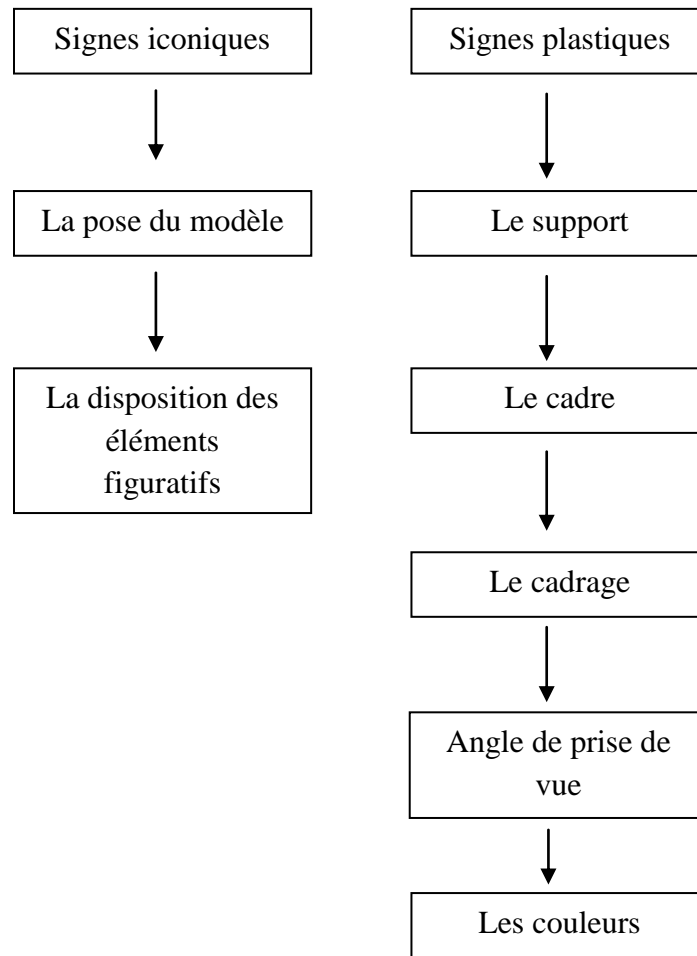 Signes iconiques
La pose du modèle
La disposition des
éléments
figuratifs
Signes plastiques
Le support
Le cadre
Le cadrage
Angle de prise de
vue
Les couleurs